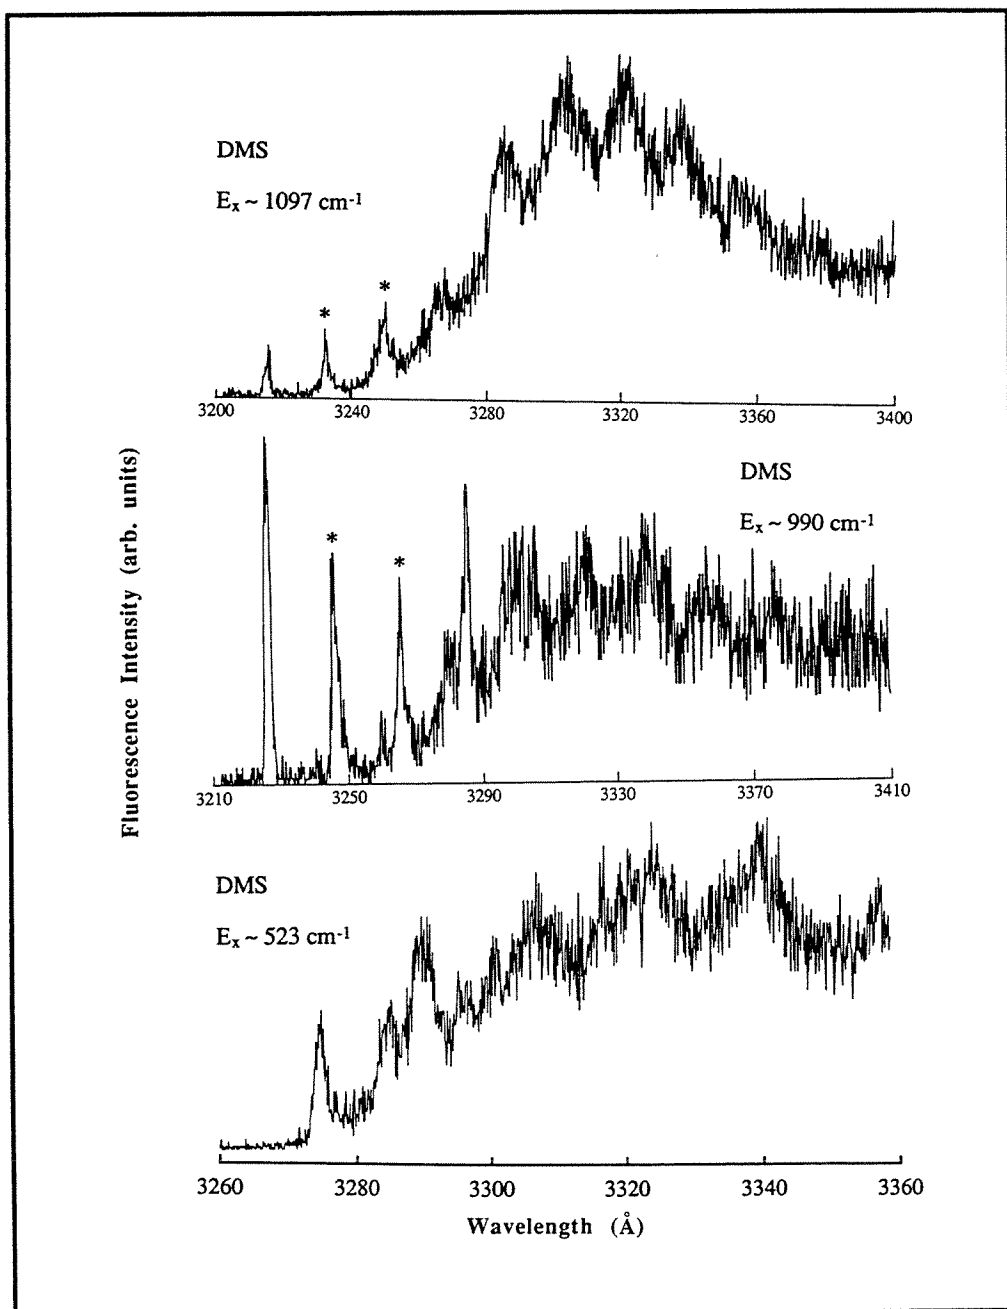 DMS
Eₓ ~ 1097 cm⁻¹
*
*
3200 3240 3280 3320 3360 3400
DMS
Eₓ ~ 990 cm⁻¹
*
*
3210 3250 3290 3330 3370 3410
DMS
Eₓ ~ 523 cm⁻¹
3260 3280 3300 3320 3340 3360
Wavelength (Å)
Fluorescence Intensity (arb. units)